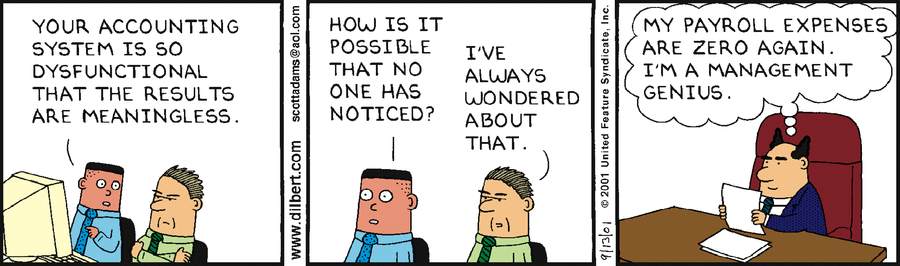 YOUR ACCOUNTING
SYSTEM IS SO
DYSFUNCTIONAL
THAT THE RESULTS
ARE MEANINGLESS.
www.dilbert.com
scottadams@aol.com
HOW IS IT
POSSIBLE
THAT NO
ONE HAS
NOTICED?
I'VE
ALWAYS
WONDERED
ABOUT
THAT.
9/13/01
© 2001 United Feature Syndicate, Inc.
MY PAYROLL EXPENSES
ARE ZERO AGAIN.
I'M A MANAGEMENT
GENIUS.